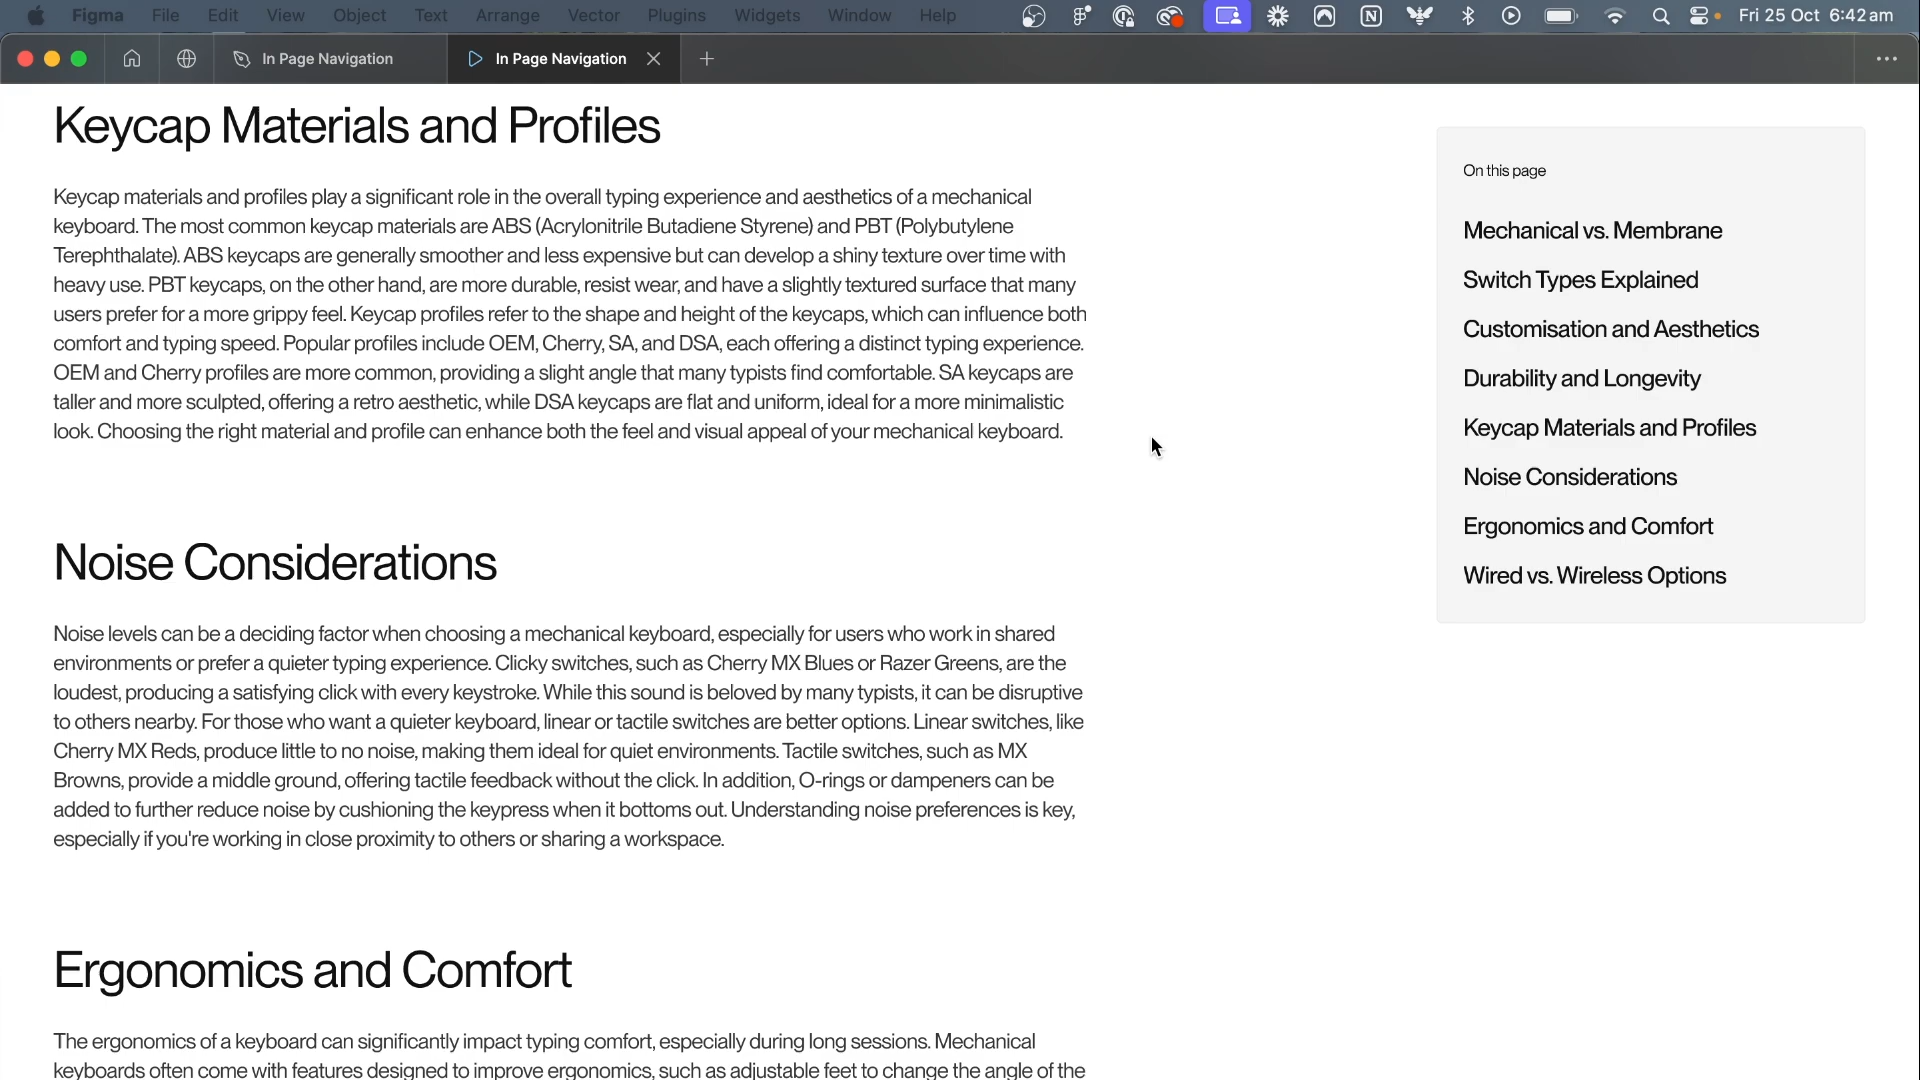 Figma File Edit View Object Text Arrange Vector Plugins Widgets Window Help Fri 25 Oct 6:42 am
In Page Navigation In Page Navigation
Keycap Materials and Profiles
Keycap materials and profiles play a significant role in the overall typing experience and aesthetics of a mechanical
keyboard. The most common keycap materials are ABS (Acrylonitrile Butadiene Styrene) and PBT (Polybutylene
Terephthalate). ABS keycaps are generally smoother and less expensive but can develop a shiny texture over time with
heavy use. PBT keycaps, on the other hand, are more durable, resist wear, and have a slightly textured surface that many
users prefer for a more grippy feel. Keycap profiles refer to the shape and height of the keycaps, which can influence both
comfort and typing speed. Popular profiles include OEM, Cherry, SA, and DSA, each offering a distinct typing experience.
OEM and Cherry profiles are more common, providing a slight angle that many typists find comfortable. SA keycaps are
taller and more sculpted, offering a retro aesthetic, while DSA keycaps are flat and uniform, ideal for a more minimalistic
look. Choosing the right material and profile can enhance both the feel and visual appeal of your mechanical keyboard.
Noise Considerations
Noise levels can be a deciding factor when choosing a mechanical keyboard, especially for users who work in shared
environments or prefer a quieter typing experience. Clicky switches, such as Cherry MX Blues or Razer Greens, are the
loudest, producing a satisfying click with every keystroke. While this sound is beloved by many typists, it can be disruptive
to others nearby. For those who want a quieter keyboard, linear or tactile switches are better options. Linear switches, like
Cherry MX Reds, produce little to no noise, making them ideal for quiet environments. Tactile switches, such as MX
Browns, provide a middle ground, offering tactile feedback without the click. In addition, O-rings or dampeners can be
added to further reduce noise by cushioning the keypress when it bottoms out. Understanding noise preferences is key,
especially if you're working in close proximity to others or sharing a workspace.
Ergonomics and Comfort
The ergonomics of a keyboard can significantly impact typing comfort, especially during long sessions. Mechanical
keyboards often come with features designed to improve ergonomics, such as adjustable feet to change the angle of the
On this page
Mechanical vs. Membrane
Switch Types Explained
Customisation and Aesthetics
Durability and Longevity
Keycap Materials and Profiles
Noise Considerations
Ergonomics and Comfort
Wired vs. Wireless Options